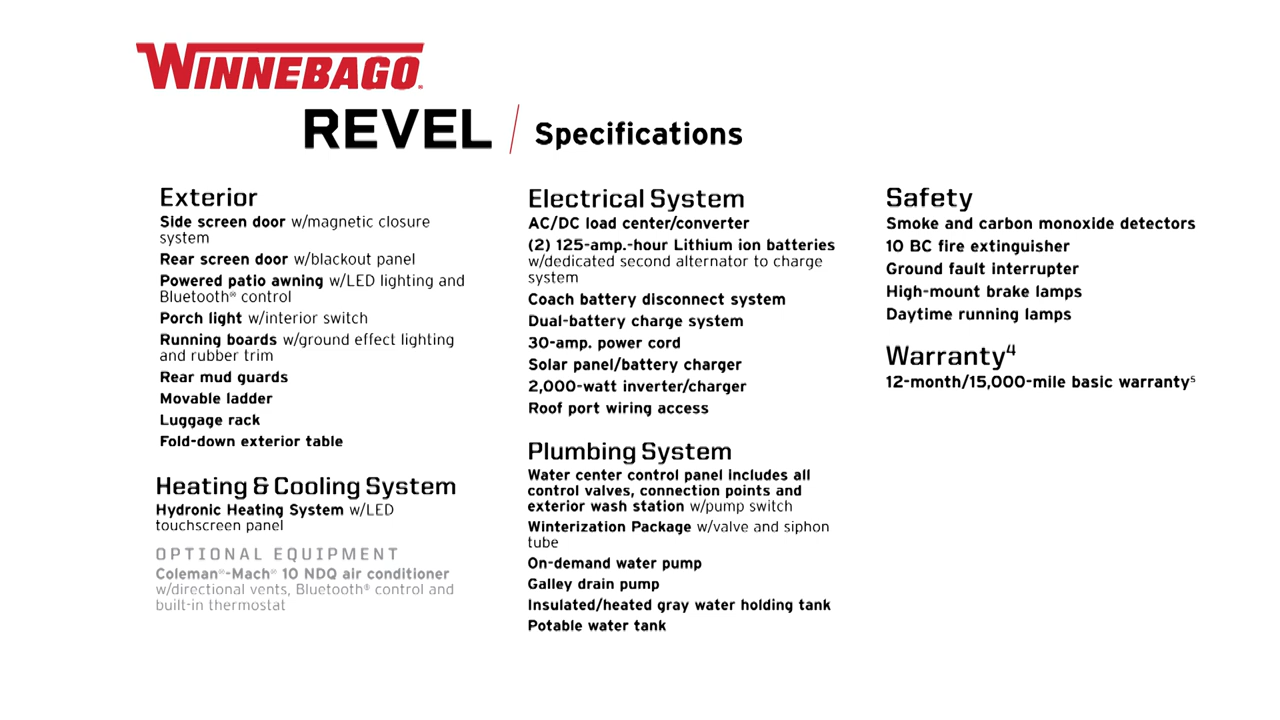 WINNEBAGO®
REVEL / Specifications
Exterior
Side screen door w/magnetic closure
system
Rear screen door w/blackout panel
Powered patio awning w/LED lighting and
Bluetooth® control
Porch light w/interior switch
Running boards w/ground effect lighting
and rubber trim
Rear mud guards
Movable ladder
Luggage rack
Fold-down exterior table
Heating & Cooling System
Hydronic Heating System w/LED
touchscreen panel
OPTIONAL EQUIPMENT
Coleman®-Mach® 10 NDQ air conditioner
w/directional vents, Bluetooth® control and
built-in thermostat
Electrical System
AC/DC load center/converter
(2) 125-amp.-hour Lithium ion batteries
w/dedicated second alternator to charge
system
Coach battery disconnect system
Dual-battery charge system
30-amp. power cord
Solar panel/battery charger
2,000-watt inverter/charger
Roof port wiring access
Plumbing System
Water center control panel includes all
control valves, connection points and
exterior wash station w/pump switch
Winterization Package w/valve and siphon
tube
On-demand water pump
Galley drain pump
Insulated/heated gray water holding tank
Potable water tank
Safety
Smoke and carbon monoxide detectors
10 BC fire extinguisher
Ground fault interrupter
High-mount brake lamps
Daytime running lamps
Warranty⁴
12-month/15,000-mile basic warranty⁵